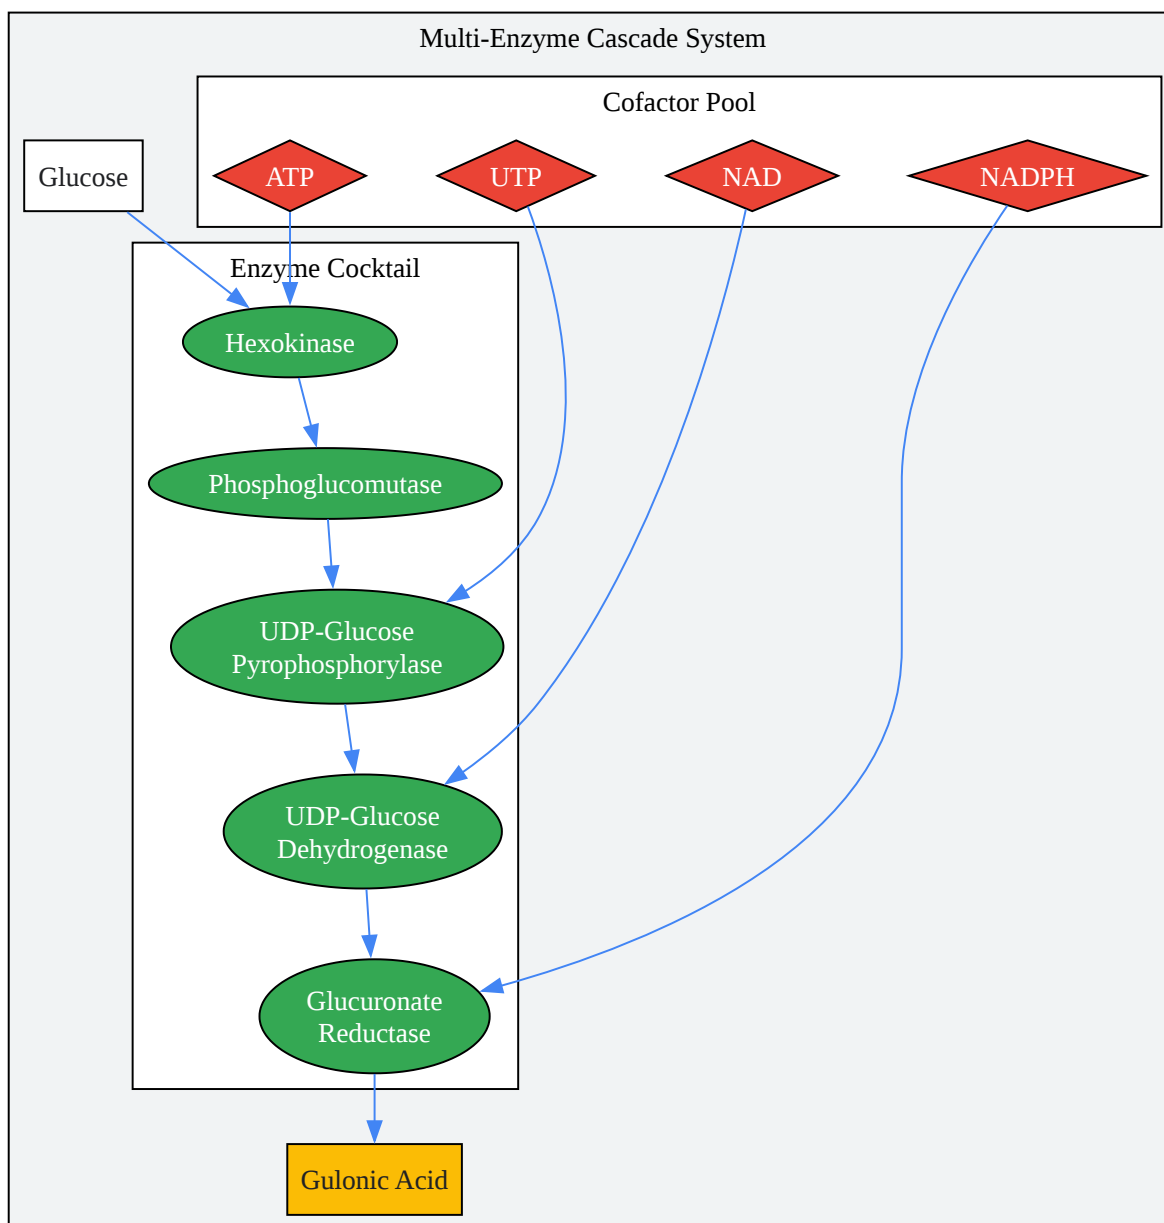 Multi-Enzyme Cascade System
Cofactor Pool
Glucose
ATP
UTP
NAD
NADPH
Enzyme Cocktail
Hexokinase
Phosphoglucomutase
UDP-Glucose
Pyrophosphorylase
UDP-Glucose
Dehydrogenase
Glucuronate
Reductase
Gulonic Acid